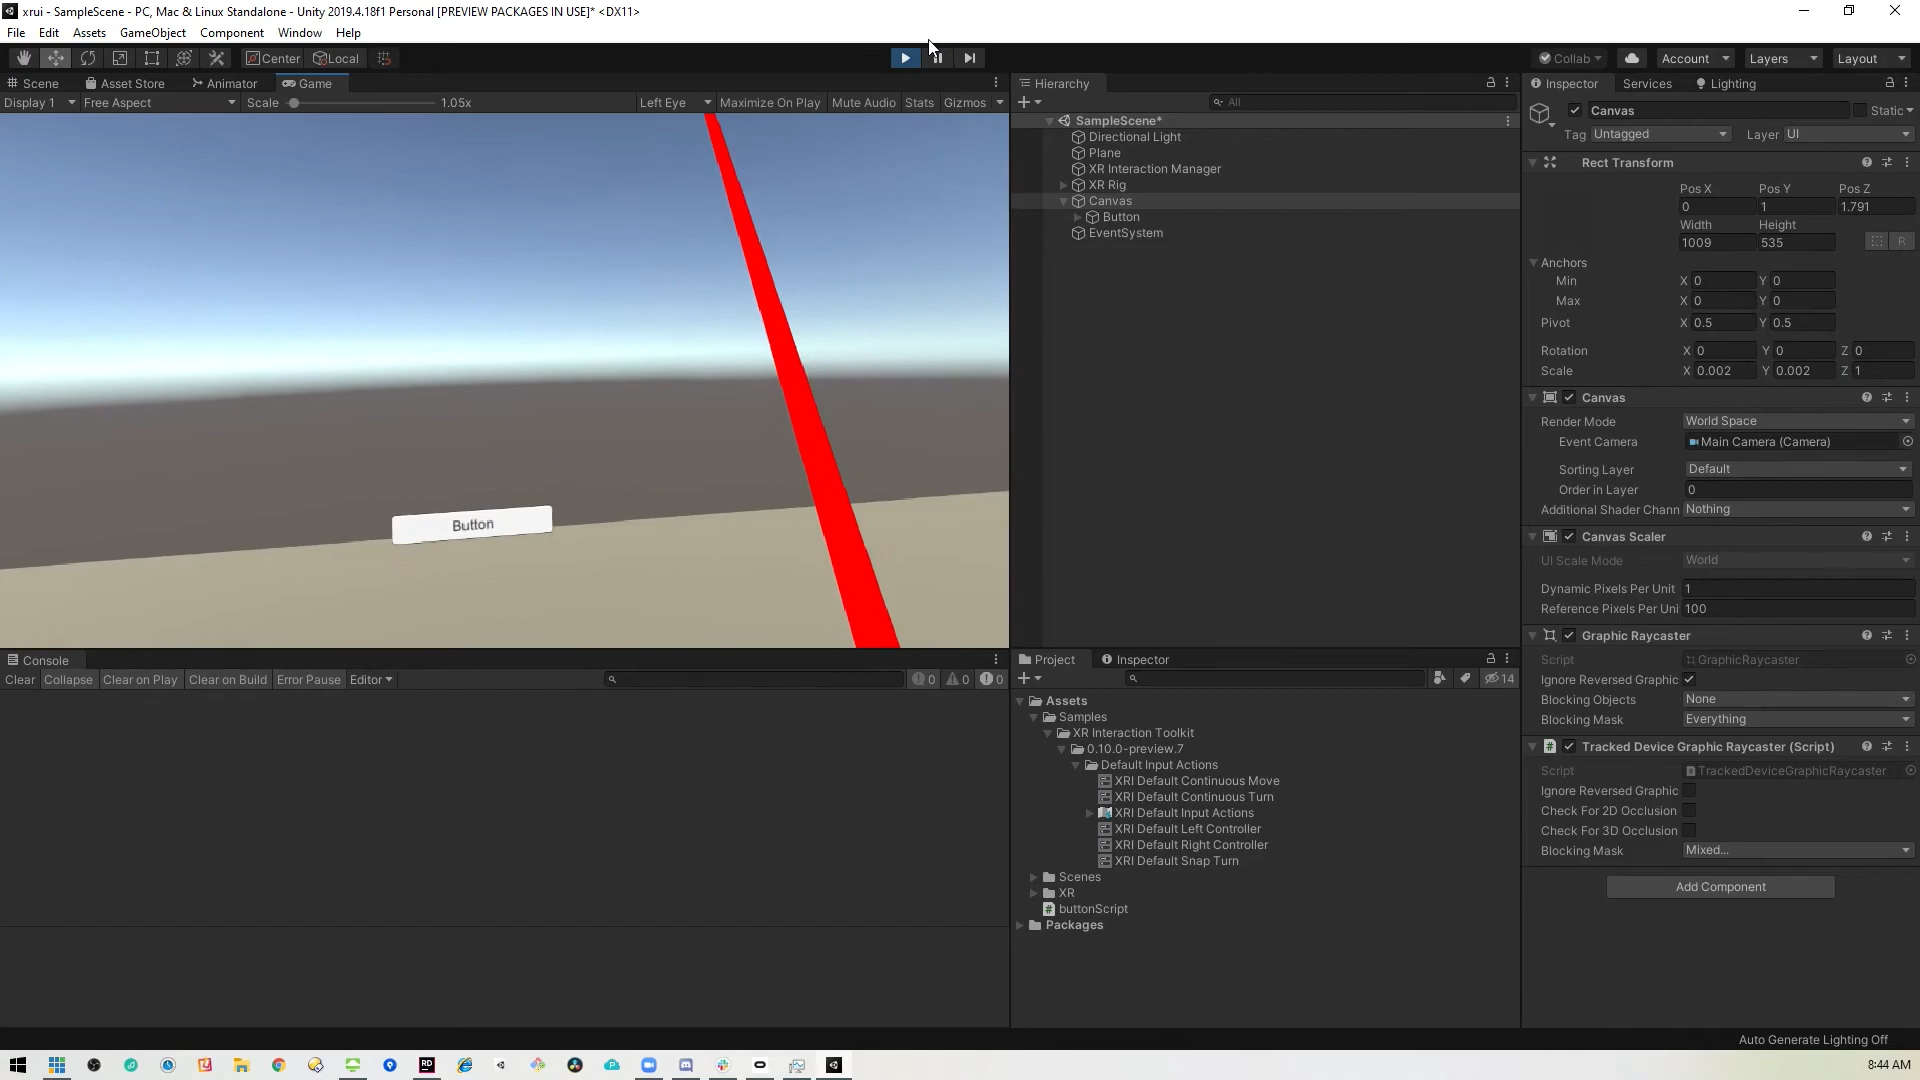 xrui - SampleScene - PC, Mac & Linux Standalone - Unity 2019.4.18f1 Personal [PREVIEW PACKAGES IN USE]* <DX11>
File Edit Assets GameObject Component Window Help
Center Local Collab Account Layers Layout
Scene Asset Store Animator Game
Display 1 Free Aspect Scale 1.05x Left Eye Maximize On Play Mute Audio Stats Gizmos
Button
Console
Clear Collapse Clear on Play Clear on Build Error Pause Editor 0 0 0
Hierarchy
All
SampleScene*
Directional Light
Plane
XR Interaction Manager
XR Rig
Canvas
Button
EventSystem
Project Inspector
14
Assets
Samples
XR Interaction Toolkit
0.10.0-preview.7
Default Input Actions
XRI Default Continuous Move
XRI Default Continuous Turn
XRI Default Input Actions
XRI Default Left Controller
XRI Default Right Controller
XRI Default Snap Turn
Scenes
XR
buttonScript
Packages
Inspector Services Lighting
Canvas Static
Tag Untagged Layer UI
Rect Transform
Pos X Pos Y Pos Z
0 1 1.791
Width Height
1009 535 R
Anchors
Min X 0 Y 0
Max X 0 Y 0
Pivot X 0.5 Y 0.5
Rotation X 0 Y 0 Z 0
Scale X 0.002 Y 0.002 Z 1
Canvas
Render Mode World Space
Event Camera Main Camera (Camera)
Sorting Layer Default
Order in Layer 0
Additional Shader Chann Nothing
Canvas Scaler
UI Scale Mode World
Dynamic Pixels Per Unit 1
Reference Pixels Per Uni 100
Graphic Raycaster
Script GraphicRaycaster
Ignore Reversed Graphic
Blocking Objects None
Blocking Mask Everything
Tracked Device Graphic Raycaster (Script)
Script TrackedDeviceGraphicRaycaster
Ignore Reversed Graphic
Check For 2D Occlusion
Check For 3D Occlusion
Blocking Mask Mixed...
Add Component
Auto Generate Lighting Off
RD
8:44 AM